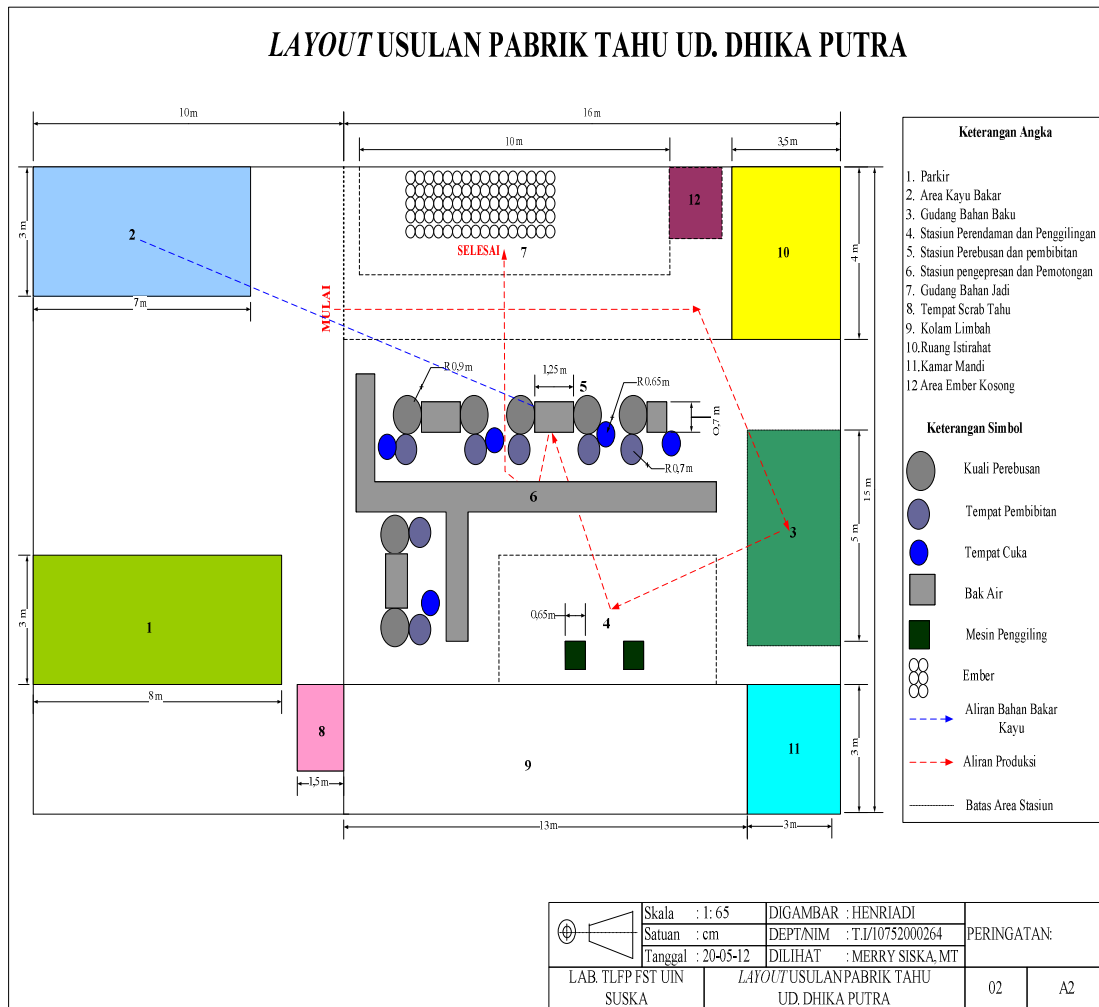 LAYOUT USULAN PABRIK TAHU UD. DHIKA PUTRA
10m
16m
10m
3,5m
3 m
2
7m
SELESAI
7
12
10
4 m
MULAI
R 0,9m
1,25m
5
R 0.65m
0,7 m
R 0,7m
6
15 m
5 m
3
3 m
1
8m
0,65m
4
8
1,5m
9
11
3 m
13m
3m
Keterangan Angka
1. Parkir
2. Area Kayu Bakar
3. Gudang Bahan Baku
4. Stasiun Perendaman dan Penggilingan
5. Stasiun Perebusan dan pembibitan
6. Stasiun pengepresan dan Pemotongan
7. Gudang Bahan Jadi
8. Tempat Scrab Tahu
9. Kolam Limbah
10.Ruang Istirahat
11.Kamar Mandi
12 Area Ember Kosong
Keterangan Simbol
Kuali Perebusan
Tempat Pembibitan
Tempat Cuka
Bak Air
Mesin Penggiling
Ember
Aliran Bahan Bakar
Kayu
Aliran Produksi
Batas Area Stasiun
Skala : 1: 65
DIGAMBAR : HENRIADI
PERINGATAN:
Satuan : cm
DEPT/NIM : T.I/10752000264
Tanggal : 20-05-12
DILIHAT : MERRY SISKA, MT
LAB. TLFP FST UIN
SUSKA
LAYOUT USULAN PABRIK TAHU
UD. DHIKA PUTRA
02
A2